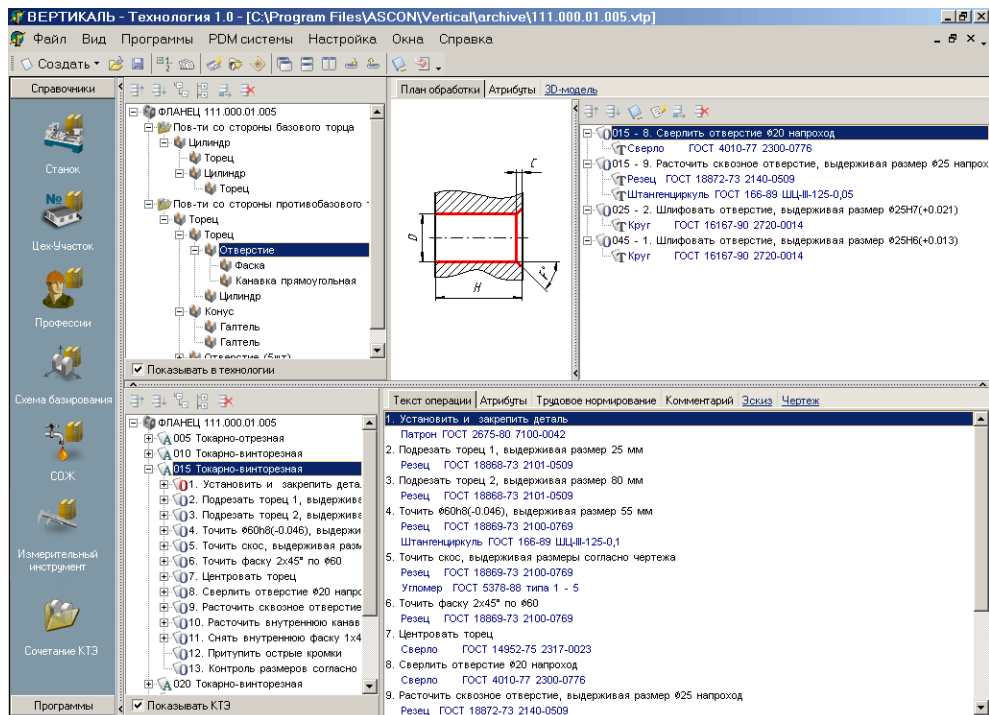 ВЕРТИКАЛЬ - Технология 1.0 - [C:\Program Files\ASCON\Vertical\archive\111.000.01.005.vtp]
Файл Вид Программы PDM системы Настройка Окна Справка
Создать
Справочники
Станок
Цех-Участок
Профессии
Схема базирования
СОЖ
Измерительный
инструмент
Сочетание КТЭ
Программы
ФЛАНЕЦ 111.000.01.005
Пов-ти со стороны базового торца
Цилиндр
Торец
Цилиндр
Торец
Пов-ти со стороны противобазового
Торец
Торец
Отверстие
Фаска
Канавка прямоугольная
Цилиндр
Конус
Галтель
Галтель
Отверстие (5шт)
Показывать в технологии
План обработки Атрибуты 3D-модель
C
D
H
F°
015 - 8. Сверлить отверстие ø20 напроход
Сверло ГОСТ 4010-77 2300-0776
015 - 9. Расточить сквозное отверстие, выдерживая размер ø25 напрох
Резец ГОСТ 18872-73 2140-0509
Штангенциркуль ГОСТ 166-89 ШЦ-III-125-0,05
025 - 2. Шлифовать отверстие, выдерживая размер ø25H7(+0.021)
Круг ГОСТ 16167-90 2720-0014
045 - 1. Шлифовать отверстие, выдерживая размер ø25H6(+0.013)
Круг ГОСТ 16167-90 2720-0014
ФЛАНЕЦ 111.000.01.005
005 Токарно-отрезная
010 Токарно-винторезная
015 Токарно-винторезная
1. Установить и закрепить дета
2. Подрезать торец 1, выдержива
3. Подрезать торец 2, выдержива
4. Точить ø60h8(-0.046), выдержи
5. Точить скос, выдерживая разм
6. Точить фаску 2x45° по ø60
7. Центровать торец
8. Сверлить отверстие ø20 напро
9. Расточить сквозное отверстие
10. Расточить внутреннюю канав
11. Снять внутреннюю фаску 1x4
12. Притупить острые кромки
13. Контроль размеров согласно
020 Токарно-винторезная
Показывать КТЭ
Текст операции Атрибуты Трудовое нормирование Комментарий Эскиз Чертеж
1. Установить и закрепить деталь
Патрон ГОСТ 2675-80 7100-0042
2. Подрезать торец 1, выдерживая размер 25 мм
Резец ГОСТ 18868-73 2101-0509
3. Подрезать торец 2, выдерживая размер 80 мм
Резец ГОСТ 18868-73 2101-0509
4. Точить ø60h8(-0.046), выдерживая размер 55 мм
Резец ГОСТ 18869-73 2100-0769
Штангенциркуль ГОСТ 166-89 ШЦ-III-125-0,1
5. Точить скос, выдерживая размеры согласно чертежа
Резец ГОСТ 18869-73 2100-0769
Угломер ГОСТ 5378-88 типа 1 - 5
6. Точить фаску 2x45° по ø60
Резец ГОСТ 18869-73 2100-0769
7. Центровать торец
Сверло ГОСТ 14952-75 2317-0023
8. Сверлить отверстие ø20 напроход
Сверло ГОСТ 4010-77 2300-0776
9. Расточить сквозное отверстие, выдерживая размер ø25 напроход
Резец ГОСТ 18872-73 2140-0509